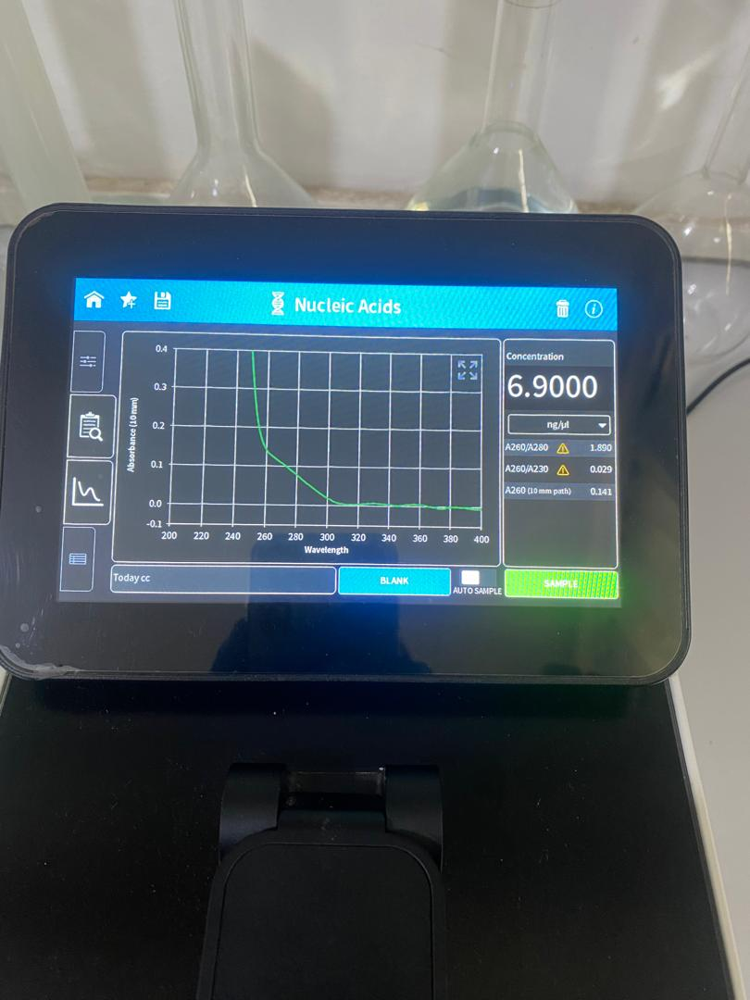 Nucleic Acids
0.4
0.3
0.2
0.1
0.0
-0.1
Absorbance (10 mm)
200 220 240 260 280 300 320 340 360 380 400
Wavelength
Concentration
6.9000
ng/µl
A260/A280 1.890
A260/A230 0.029
A260 (10 mm path) 0.141
Today cc
BLANK
AUTO SAMPLE
SAMPLE